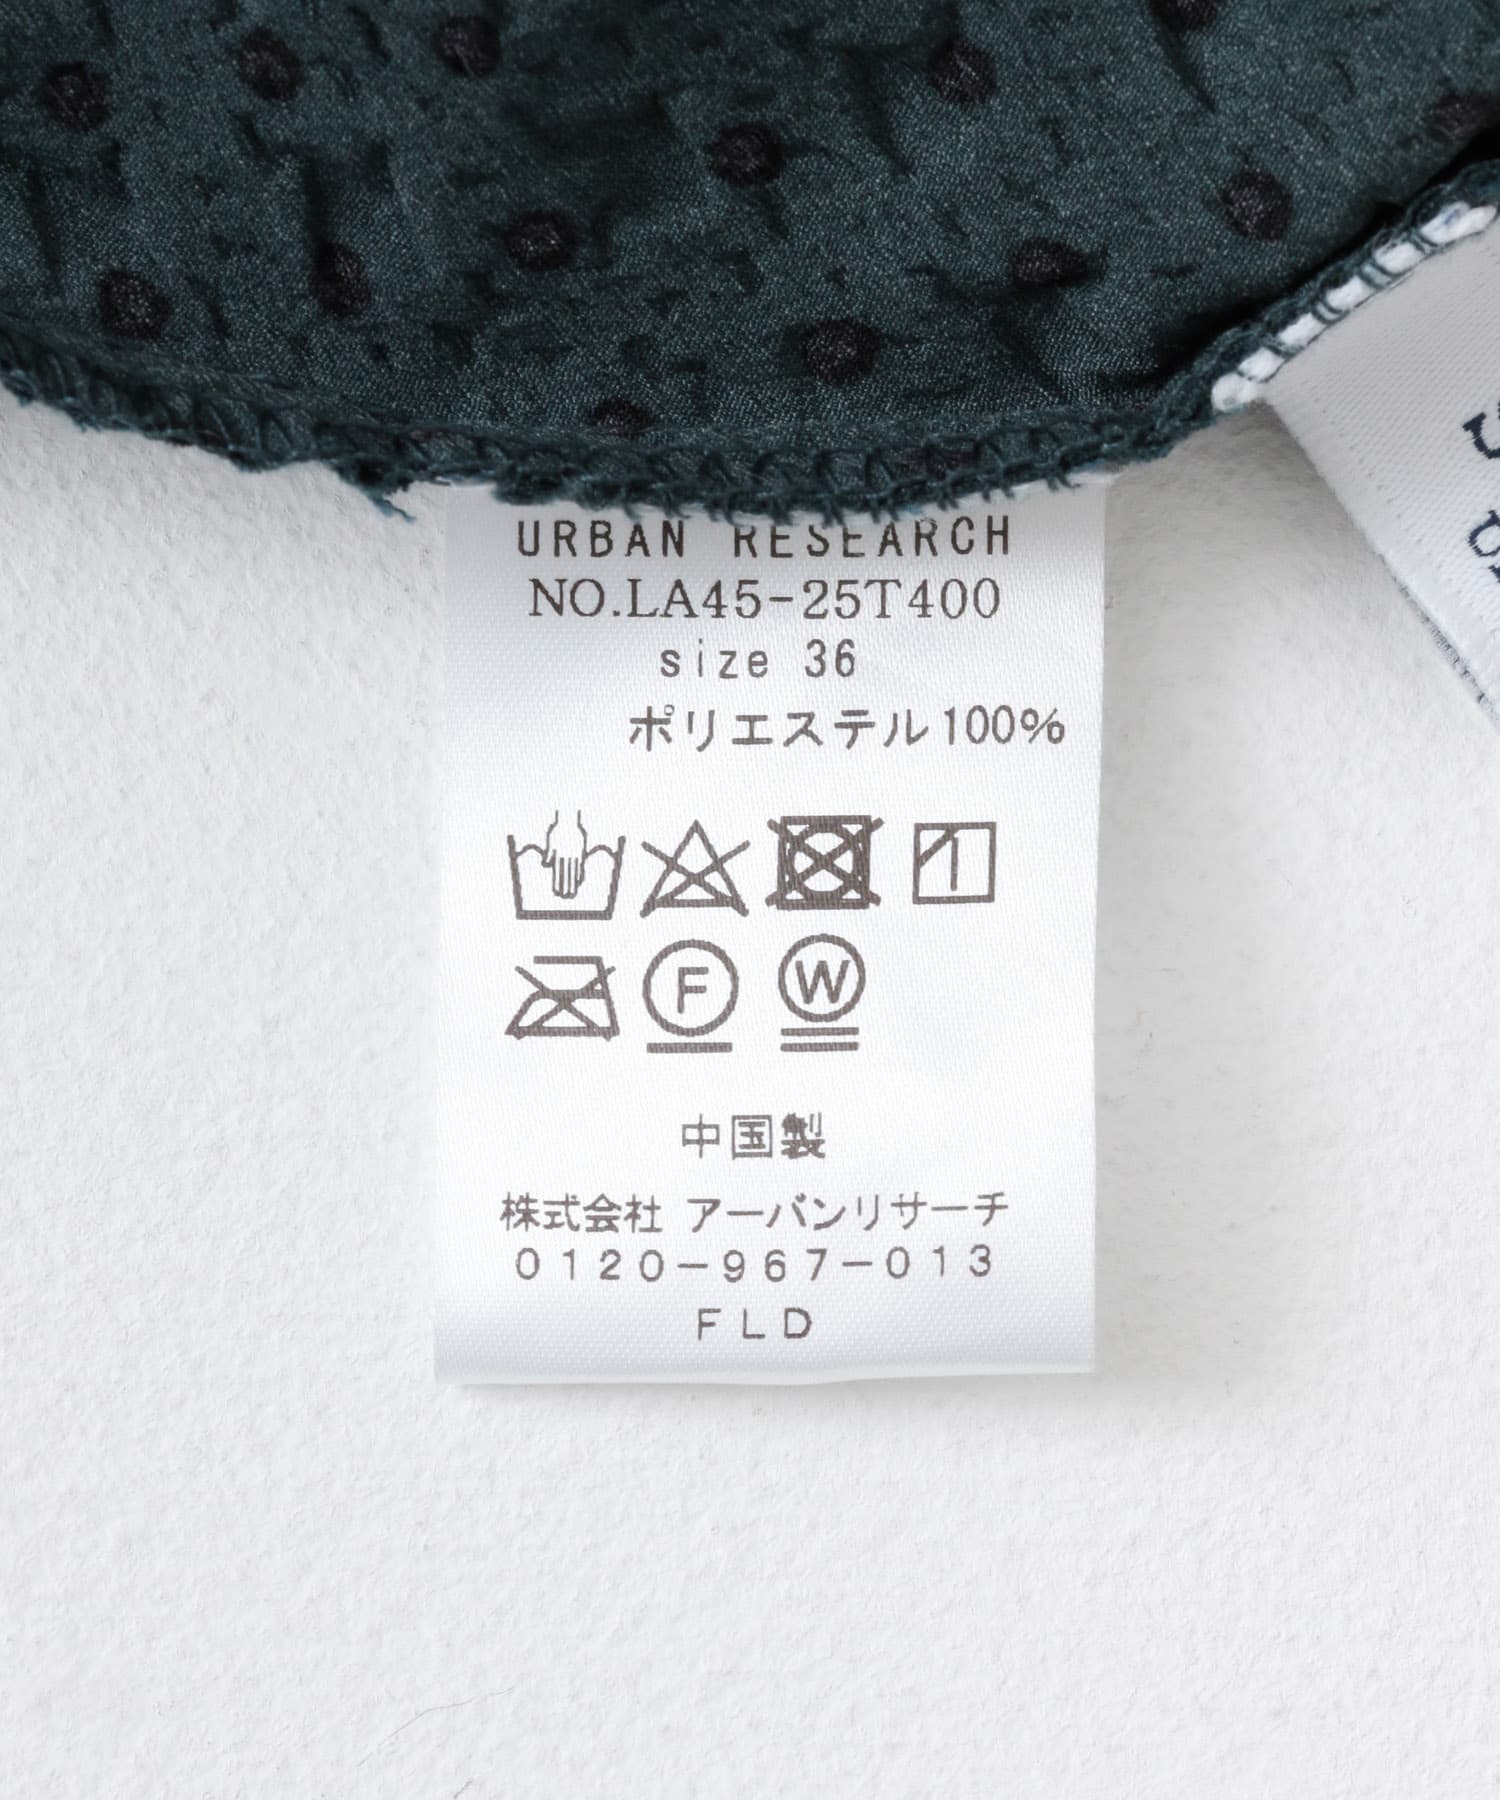 URBAN RESEARCH
NO.LA45-25T400
size 36
ポリエステル100%
F
W
中国製
株式会社 アーバンリサーチ
0120-967-013
FLD